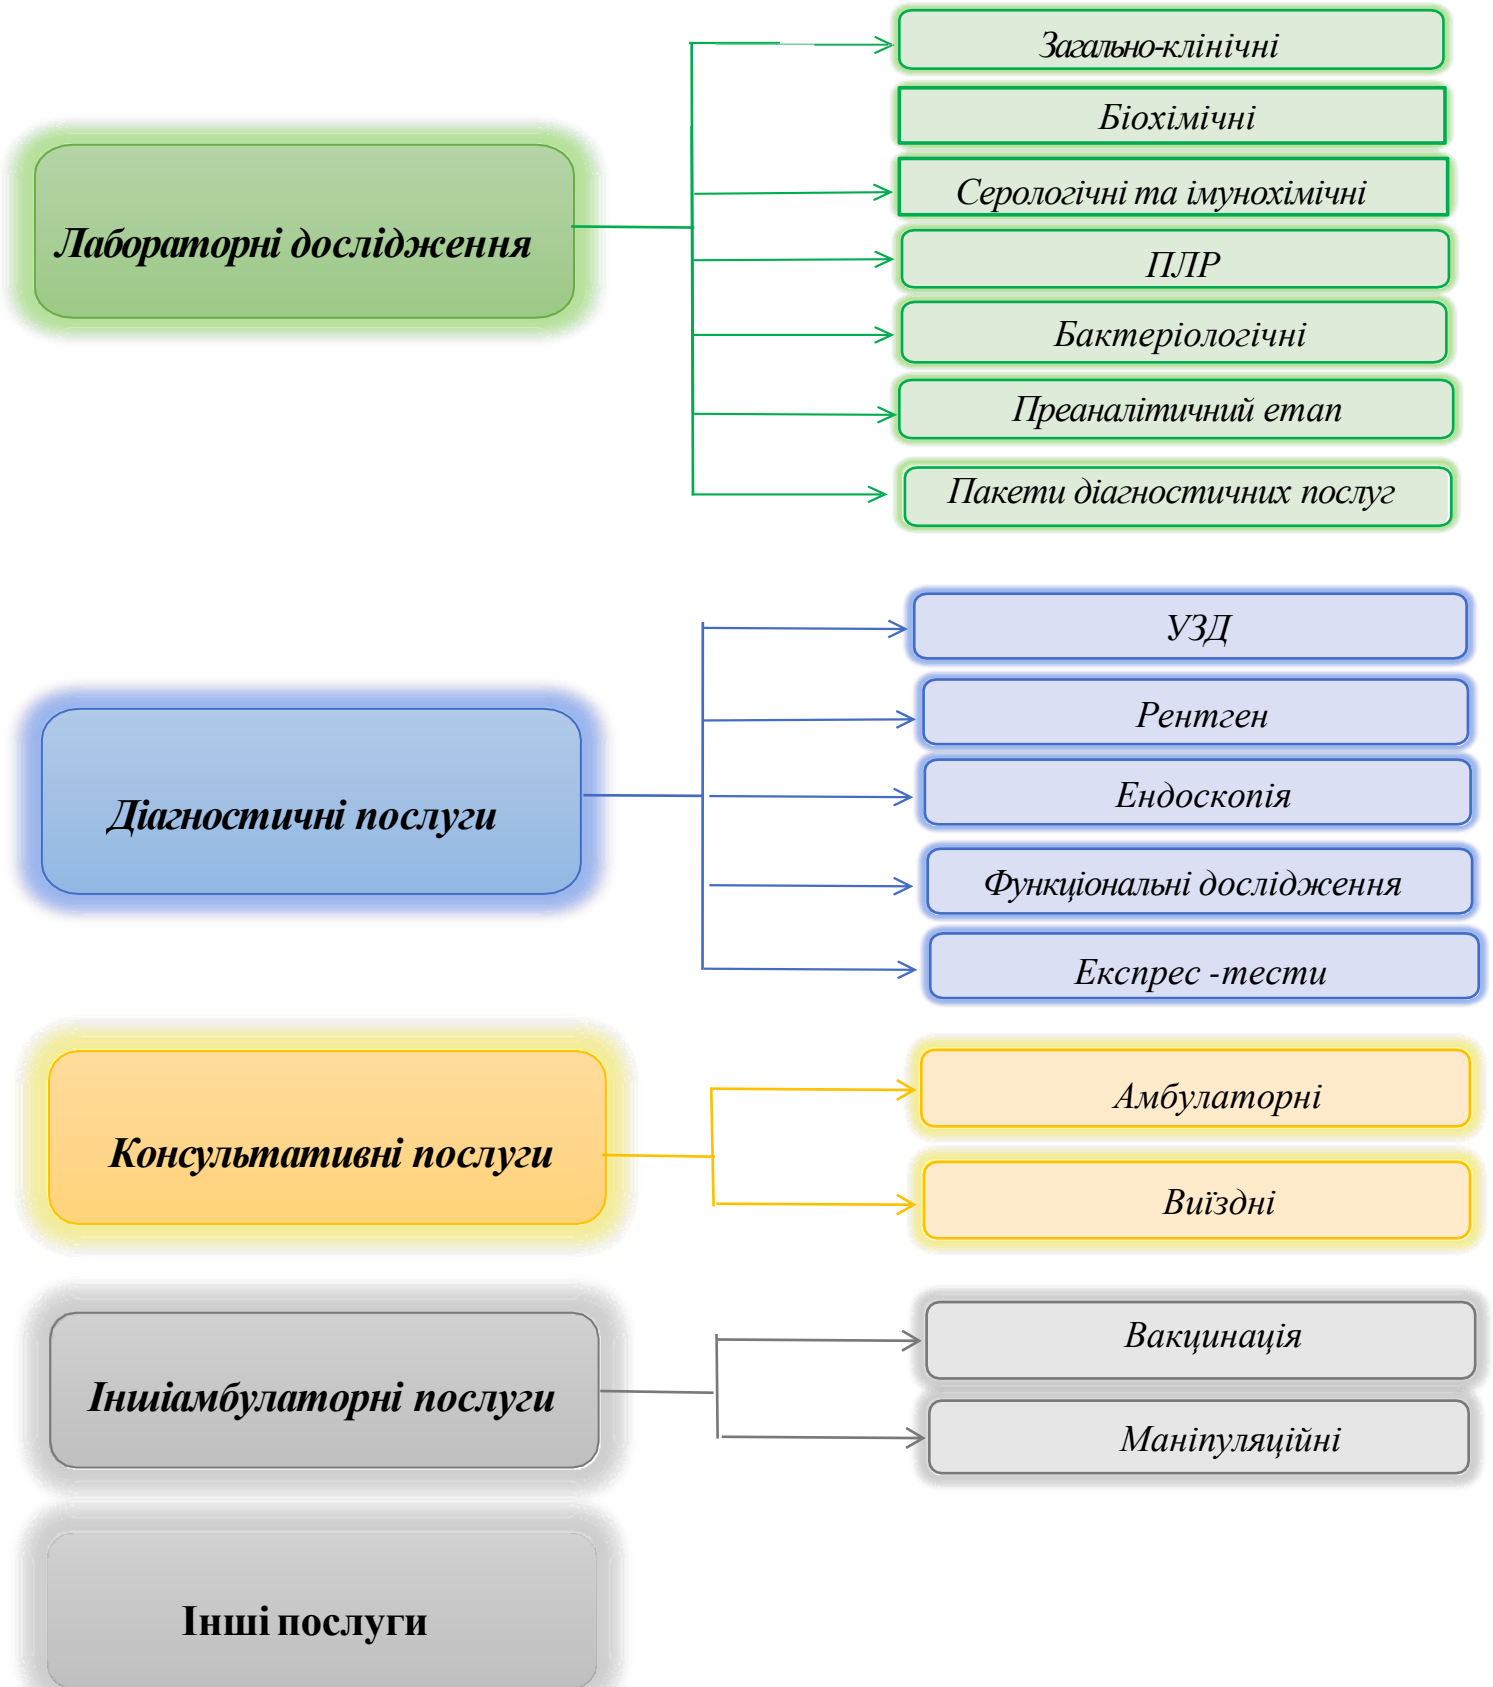 Лабораторні дослідження
Загально-клінічні
Біохімічні
Серологічні та імунохімічні
ПЛР
Бактеріологічні
Преаналітичний етап
Пакети діагностичних послуг
Діагностичні послуги
УЗД
Рентген
Ендоскопія
Функціональні дослідження
Експрес -тести
Консультативні послуги
Амбулаторні
Виїздні
Іншіамбулаторні послуги
Вакцинація
Маніпуляційні
Інші послуги